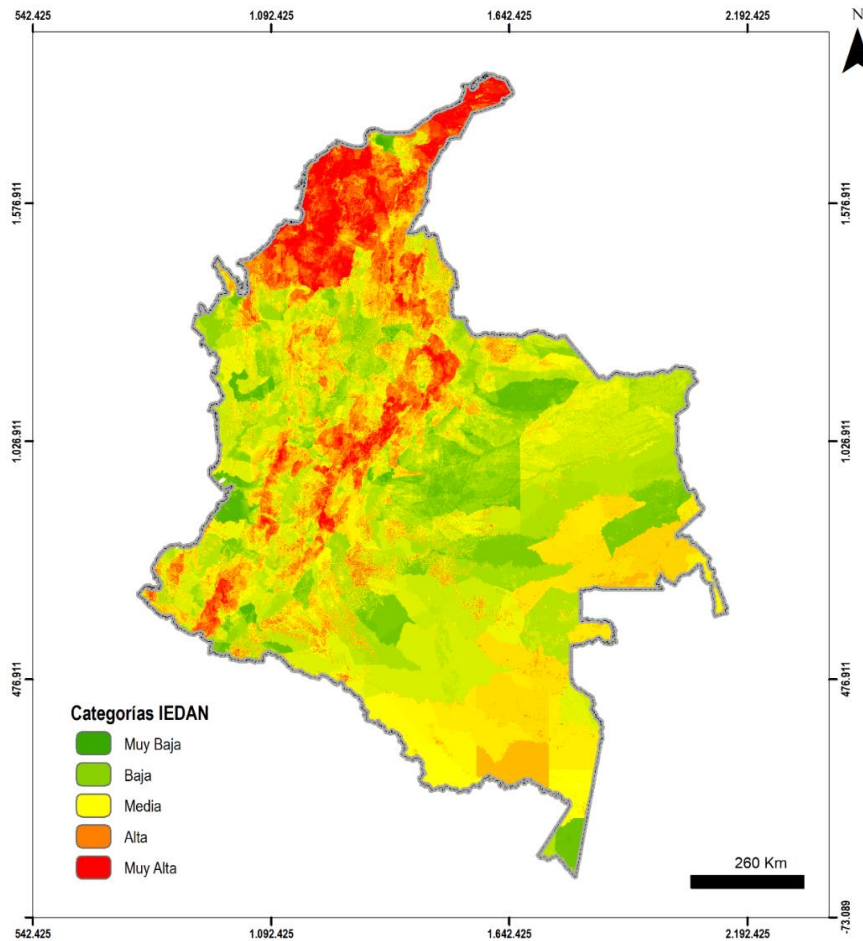 542.425 1.092.425 1.642.425 2.192.425
N
1.576.911 1.576.911
1.026.911 1.026.911
476.911 476.911
Categorías IEDAN
Muy Baja
Baja
Media
Alta
Muy Alta
260 Km
-73.089
542.425 1.092.425 1.642.425 2.192.425